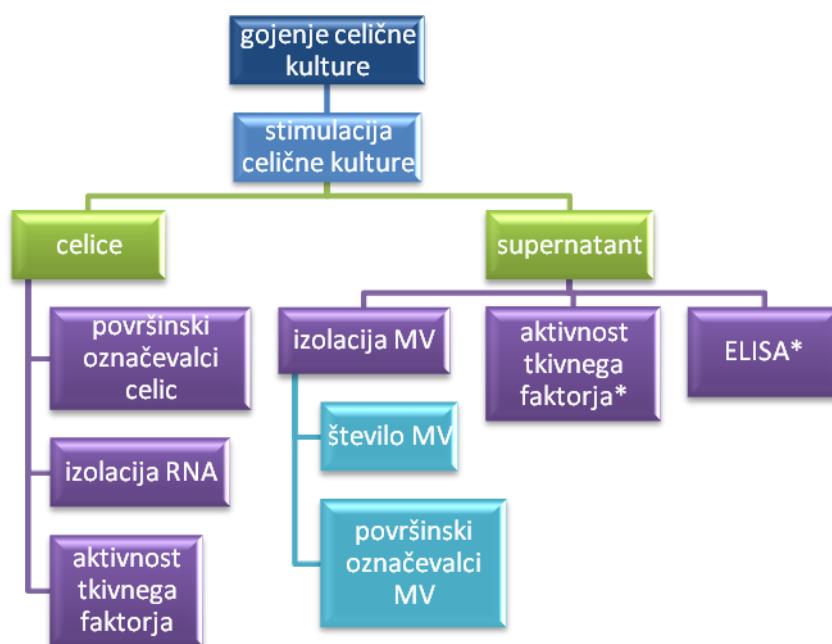 gojenje celične
kulture
stimulacija
celične kulture
celice
supernatant
površinski
označevalci
celic
izolacija RNA
aktivnost
tkivnega
faktorja
izolacija MV
število MV
površinski
označevalci
MV
aktivnost
tkivnega
faktorja*
ELISA*